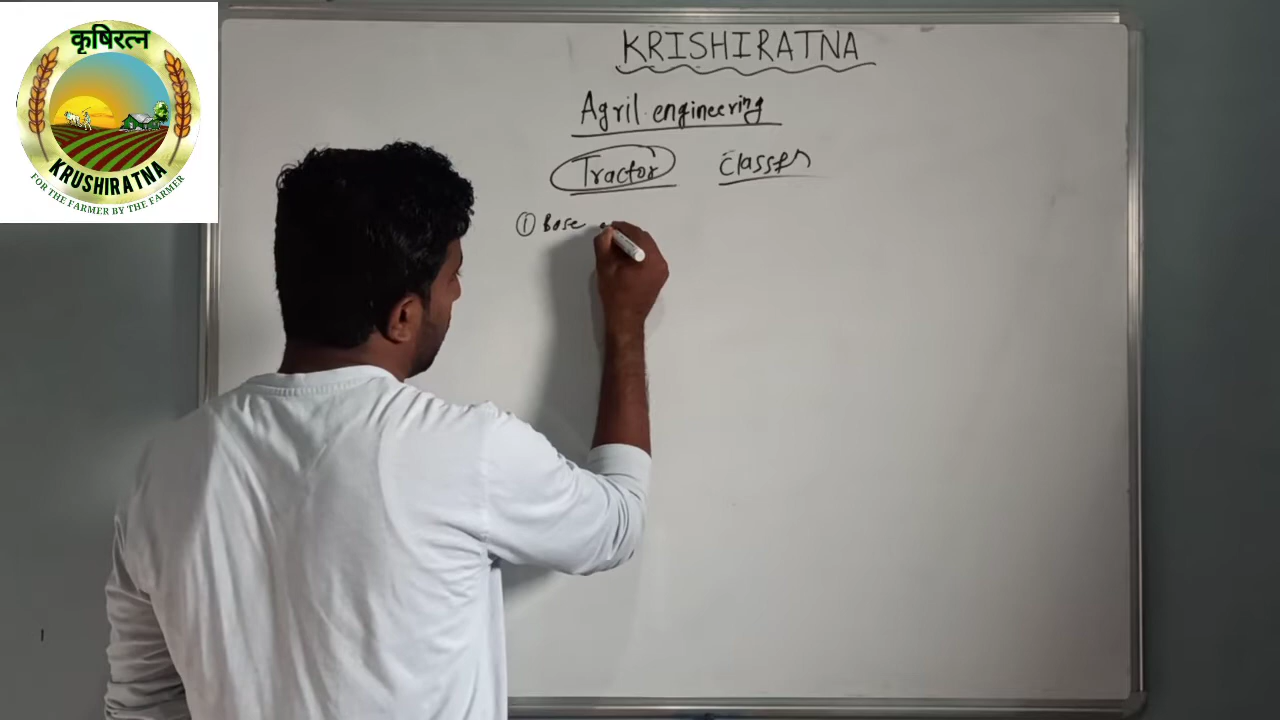 कृषिरत्न
KRUSHIRATNA
FOR THE FARMER BY THE FARMER
KRISHIRATNA
Agril. engineering
Tractor Classes
① Base